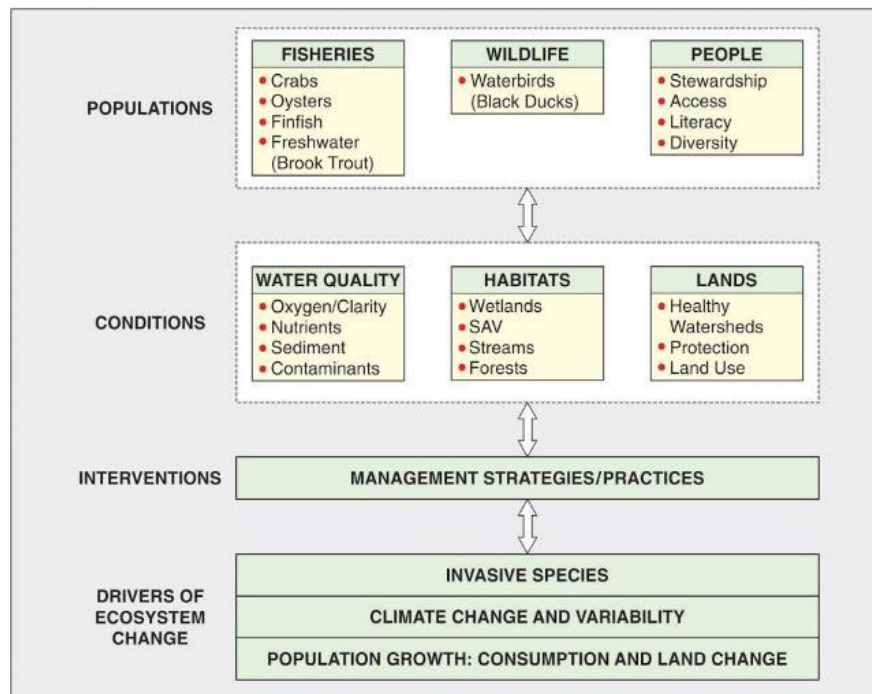 POPULATIONS
FISHERIES
• Crabs
• Oysters
• Finfish
• Freshwater
(Brook Trout)
WILDLIFE
• Waterbirds
(Black Ducks)
PEOPLE
• Stewardship
• Access
• Literacy
• Diversity
CONDITIONS
WATER QUALITY
• Oxygen/Clarity
• Nutrients
• Sediment
• Contaminants
HABITATS
• Wetlands
• SAV
• Streams
• Forests
LANDS
• Healthy
Watersheds
• Protection
• Land Use
INTERVENTIONS
MANAGEMENT STRATEGIES/PRACTICES
DRIVERS OF
ECOSYSTEM
CHANGE
INVASIVE SPECIES
CLIMATE CHANGE AND VARIABILITY
POPULATION GROWTH: CONSUMPTION AND LAND CHANGE